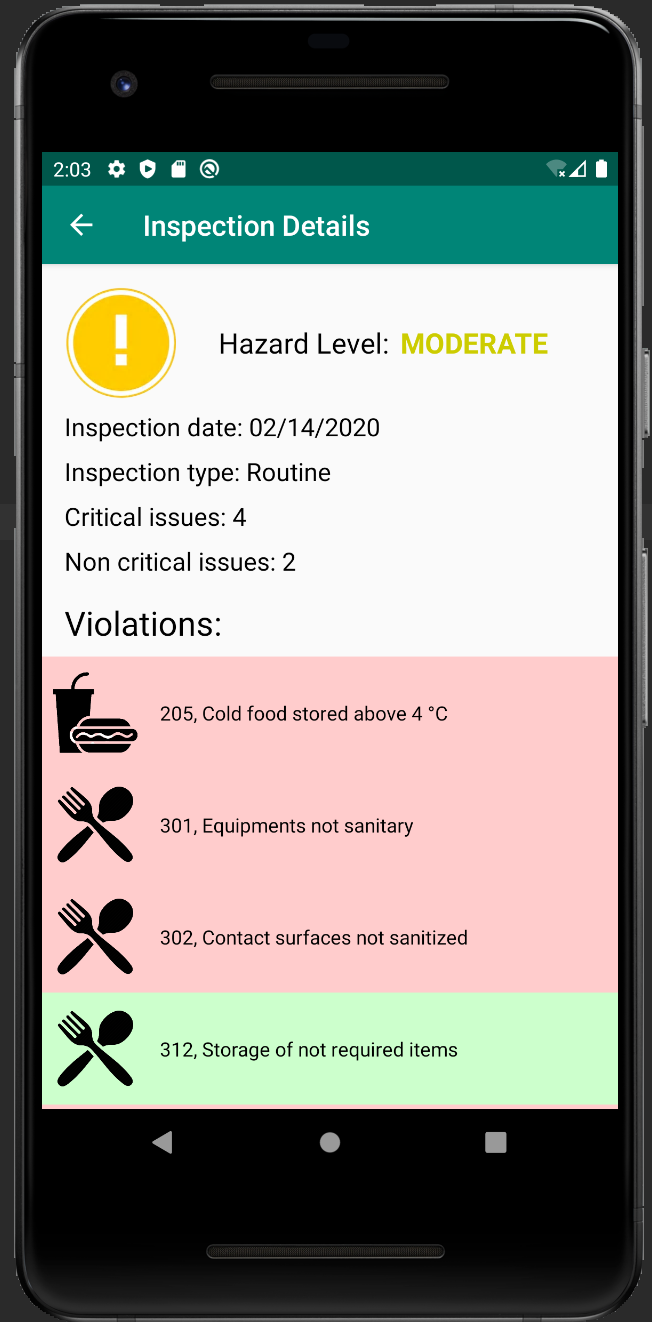 2:03
Inspection Details
Hazard Level: MODERATE
Inspection date: 02/14/2020
Inspection type: Routine
Critical issues: 4
Non critical issues: 2
Violations:
205, Cold food stored above 4 °C
301, Equipments not sanitary
302, Contact surfaces not sanitized
312, Storage of not required items